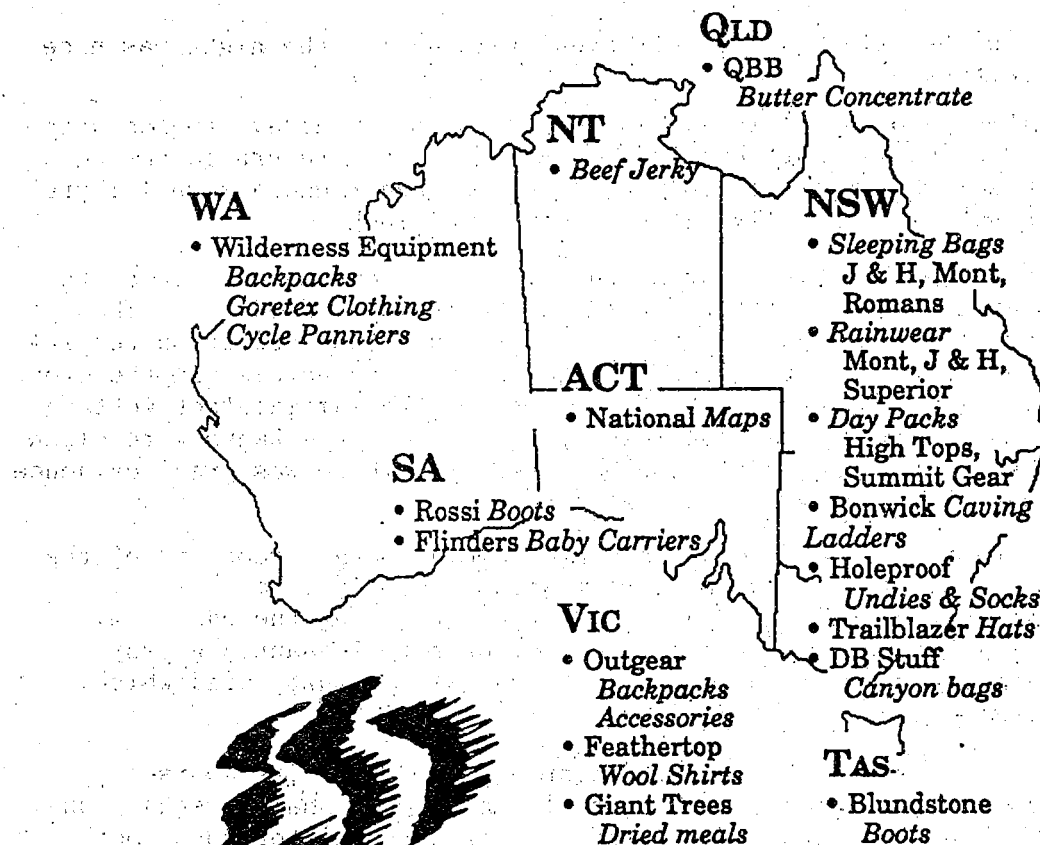 QLD
• QBB
Butter Concentrate
NT
• Beef Jerky
WA
• Wilderness Equipment
Backpacks
Goretex Clothing
Cycle Panniers
NSW
• Sleeping Bags
J & H, Mont,
Romans
• Rainwear
Mont, J & H,
Superior
• Day Packs
High Tops,
Summit Gear
• Bonwick Caving
Ladders
• Holeproof
Undies & Socks
• Trailblazer Hats
• DB Stuff
Canyon bags
ACT
• National Maps
SA
• Rossi Boots
• Flinders Baby Carriers
VIC
• Outgear
Backpacks
Accessories
• Feathertop
Wool Shirts
• Giant Trees
Dried meals
TAS
• Blundstone
Boots